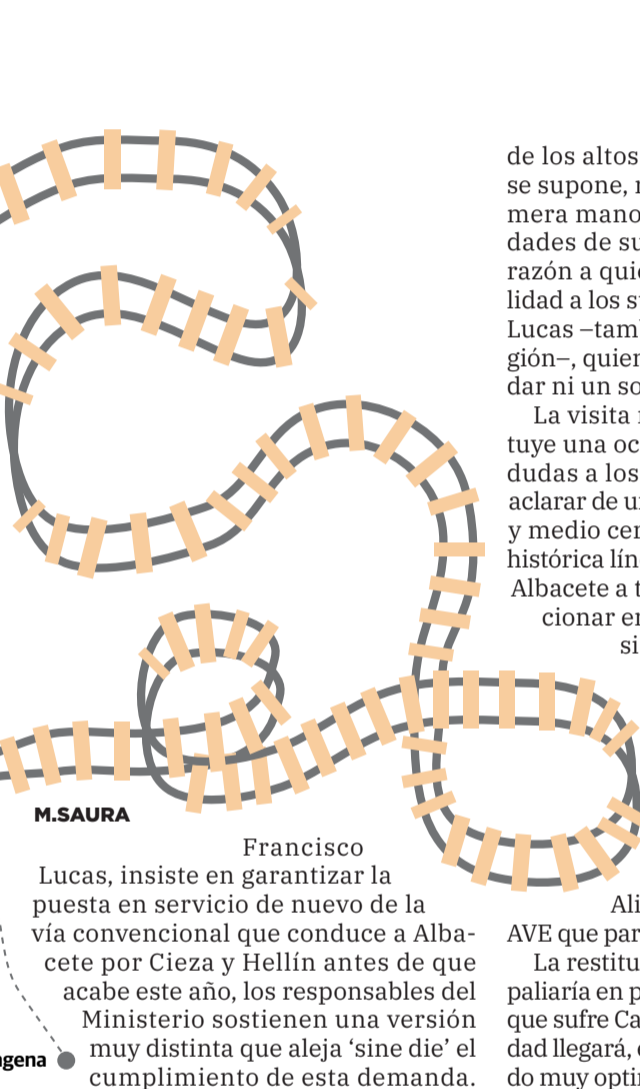 M.SAURA
Francisco
Lucas, insiste en garantizar la
puesta en servicio de nuevo de la
vía convencional que conduce a Alba-
cete por Cieza y Hellín antes de que
acabe este año, los responsables del
Ministerio sostienen una versión
muy distinta que aleja ‘sine die’ el
cumplimiento de esta demanda.
agena
de los altos
se supone,
mera mano
dades de su
razón a quie
lidad a los s
Lucas –tam
gión–, quien
dar ni un so
La visita
tuye una oc
dudas a los
aclarar de u
y medio cer
histórica lín
Albacete a t
cionar en
si
Ali
AVE que par
La restitu
paliaría en p
que sufre Ca
dad llegará,
do muy opti